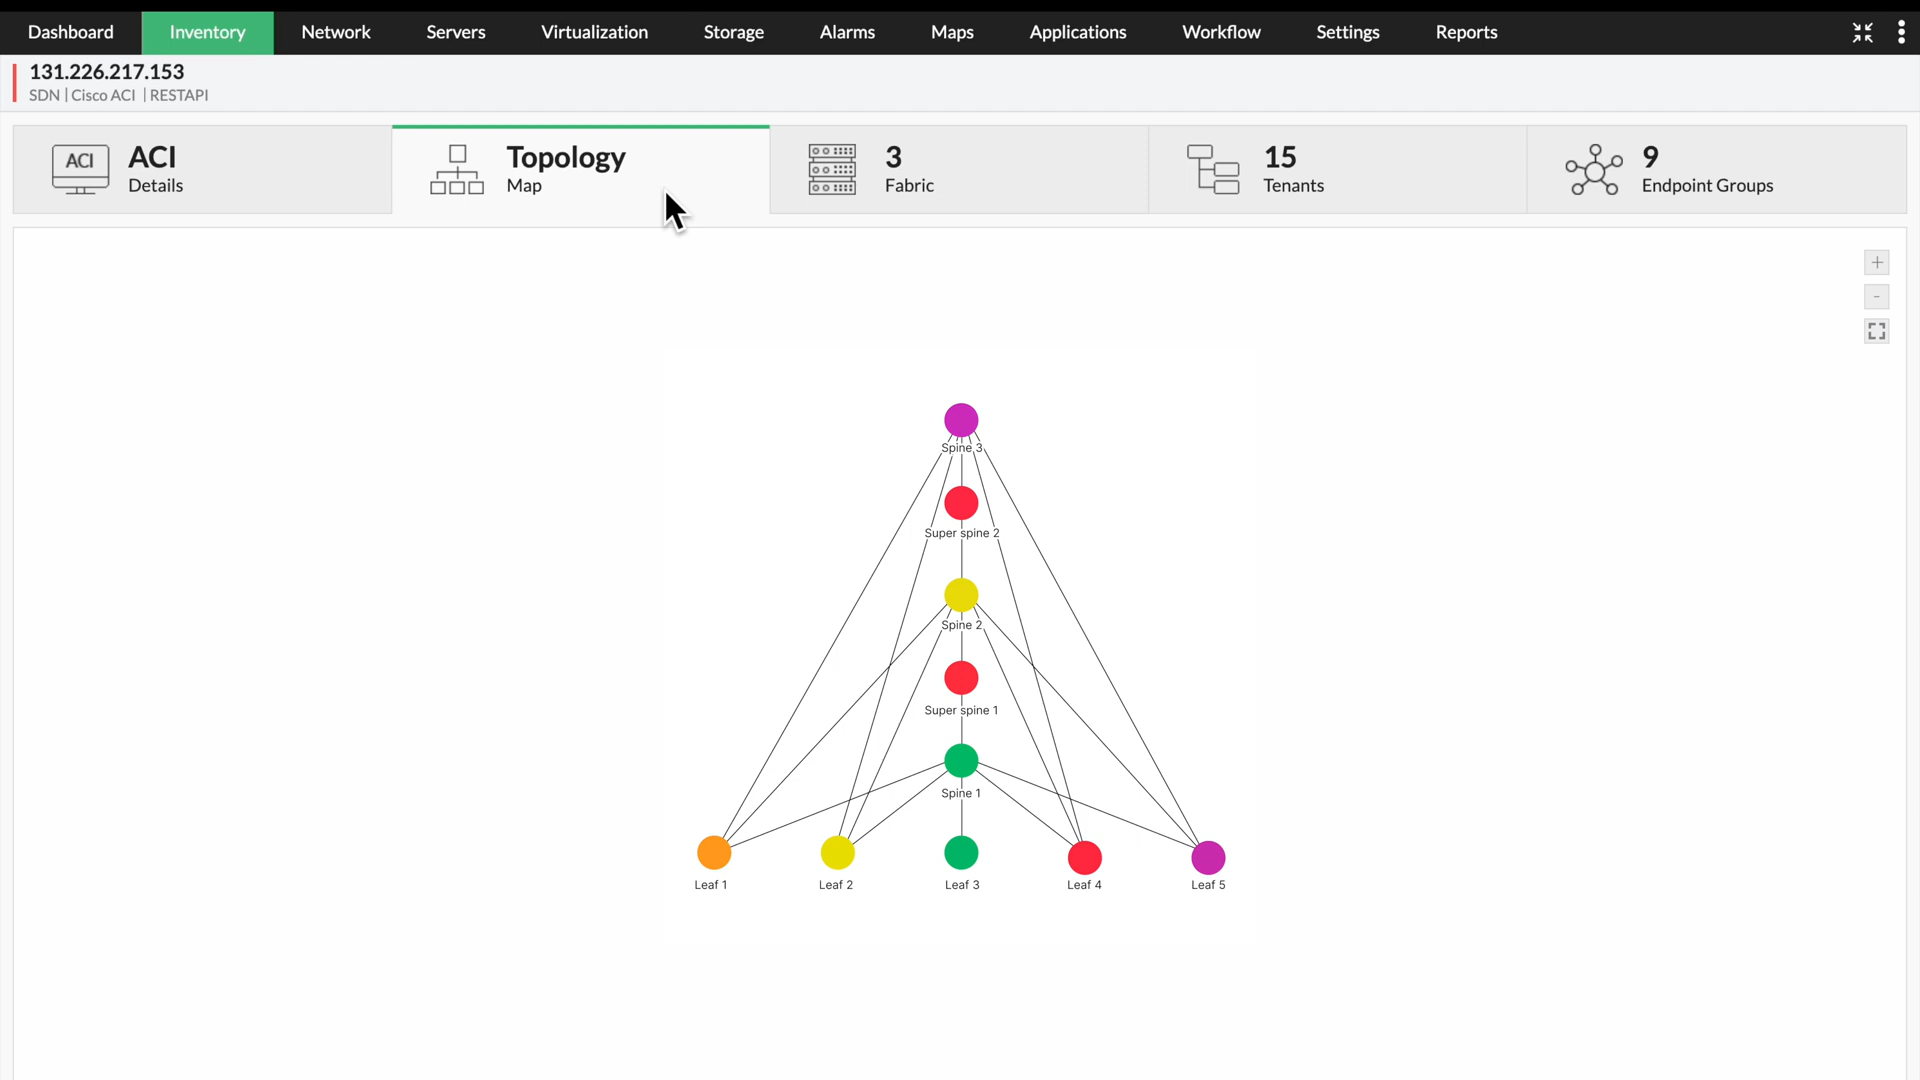 Dashboard Inventory Network Servers Virtualization Storage Alarms Maps Applications Workflow Settings Reports
131.226.217.153
SDN | Cisco ACI | RESTAPI
ACI
ACI
Details
Topology
Map
3
Fabric
15
Tenants
9
Endpoint Groups
+
-
Spine 3
Super spine 2
Spine 2
Super spine 1
Spine 1
Leaf 1 Leaf 2 Leaf 3 Leaf 4 Leaf 5